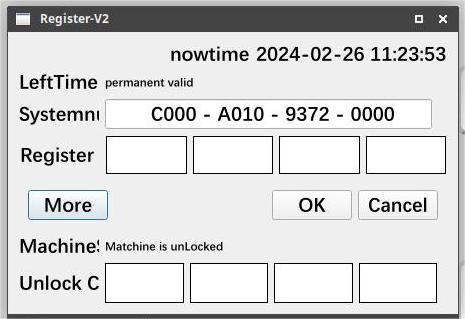 Register-V2
nowtime 2024-02-26 11:23:53
LeftTime permanent valid
Systemnu C000 - A010 - 9372 - 0000
Register
More OK Cancel
MachineS Matchine is unLocked
Unlock C